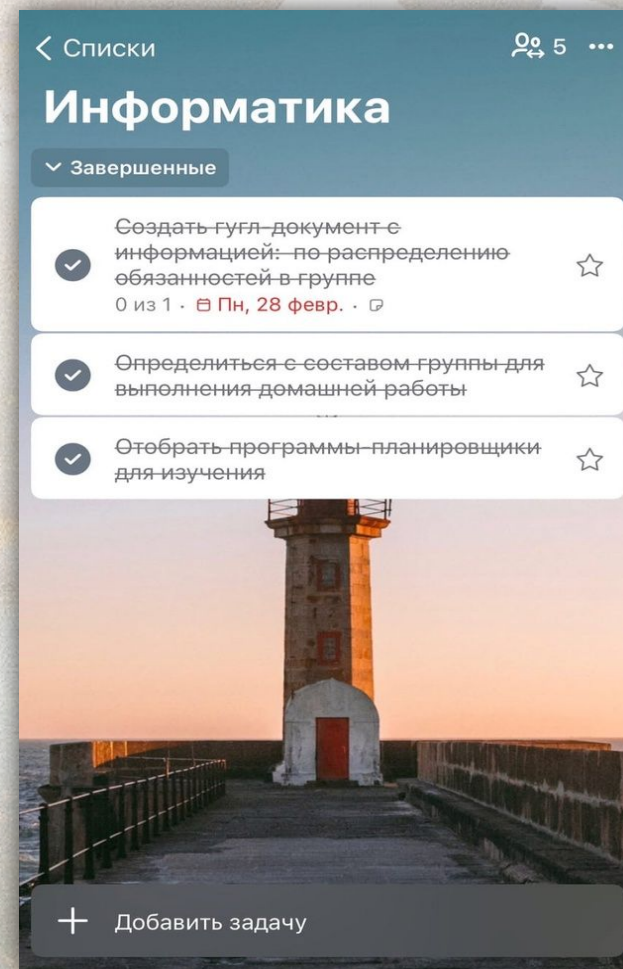 Списки
5
Информатика
Завершенные
Создать гугл-документ с
информацией: по распределению
обязанностей в группе
0 из 1 · Пн, 28 февр. ·
Определиться с составом группы для
выполнения домашней работы
Отобрать программы-планировщики
для изучения
Добавить задачу